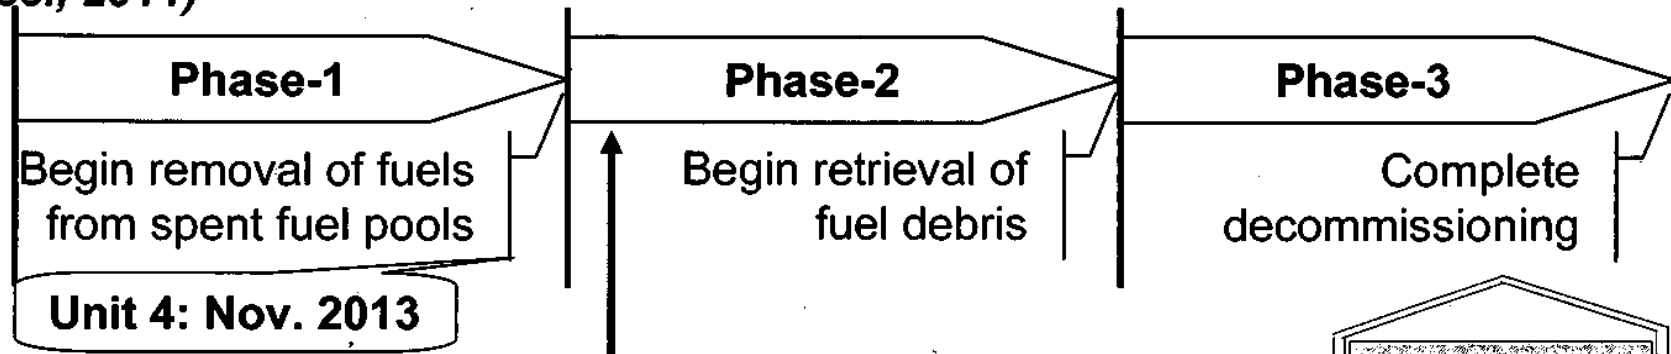 2011)
Phase-1
Phase-2
Phase-3
Begin removal of fuels
from spent fuel pools
Begin retrieval of
fuel debris
Complete
decommissioning
Unit 4: Nov. 2013